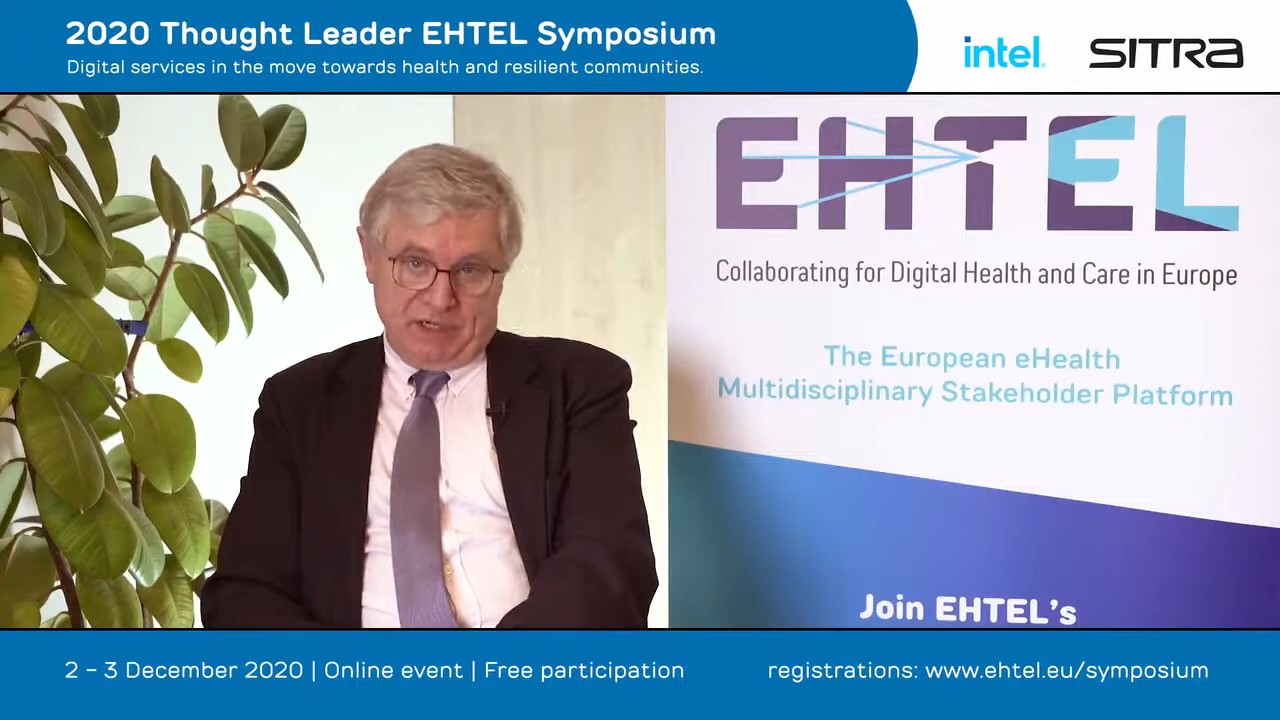 2020 Thought Leader EHTEL Symposium
Digital services in the move towards health and resilient communities.
intel.
SITRA
EHTEL
Collaborating for Digital Health and Care in Europe
The European eHealth
Multidisciplinary Stakeholder Platform
Join EHTEL's
2 – 3 December 2020 | Online event | Free participation
registrations: www.ehtel.eu/symposium